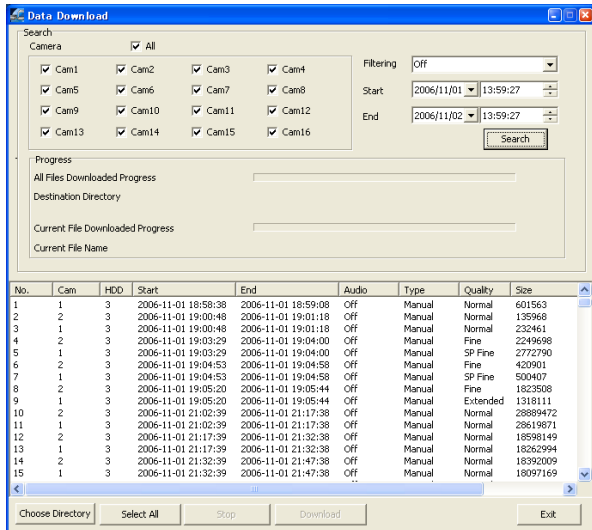 Data Download
Search
Camera All
Cam1 Cam2 Cam3 Cam4
Cam5 Cam6 Cam7 Cam8
Cam9 Cam10 Cam11 Cam12
Cam13 Cam14 Cam15 Cam16
Filtering Off
Start 2006/11/01 13:59:27
End 2006/11/02 13:59:27
Search
Progress
All Files Downloaded Progress
Destination Directory
Current File Downloaded Progress
Current File Name
No. Cam HDD Start End Audio Type Quality Size
1 1 3 2006-11-01 18:58:38 2006-11-01 18:59:08 Off Manual Normal 601563
2 2 3 2006-11-01 19:00:48 2006-11-01 19:01:18 Off Manual Normal 135968
3 1 3 2006-11-01 19:00:48 2006-11-01 19:01:18 Off Manual Normal 232461
4 2 3 2006-11-01 19:03:29 2006-11-01 19:04:00 Off Manual Fine 2249698
5 1 3 2006-11-01 19:03:29 2006-11-01 19:04:00 Off Manual SP Fine 2772790
6 2 3 2006-11-01 19:04:53 2006-11-01 19:04:58 Off Manual Fine 420901
7 1 3 2006-11-01 19:04:53 2006-11-01 19:04:58 Off Manual SP Fine 500407
8 2 3 2006-11-01 19:05:20 2006-11-01 19:05:44 Off Manual Fine 1823508
9 1 3 2006-11-01 19:05:20 2006-11-01 19:05:44 Off Manual Extended 1318111
10 2 3 2006-11-01 21:02:39 2006-11-01 21:17:38 Off Manual Normal 28889472
11 1 3 2006-11-01 21:02:39 2006-11-01 21:17:38 Off Manual Normal 28619871
12 2 3 2006-11-01 21:17:39 2006-11-01 21:32:38 Off Manual Normal 18598149
13 1 3 2006-11-01 21:17:39 2006-11-01 21:32:38 Off Manual Normal 18262994
14 2 3 2006-11-01 21:32:39 2006-11-01 21:47:38 Off Manual Normal 18392009
15 1 3 2006-11-01 21:32:39 2006-11-01 21:47:38 Off Manual Normal 18097169
Choose Directory Select All Stop Download Exit